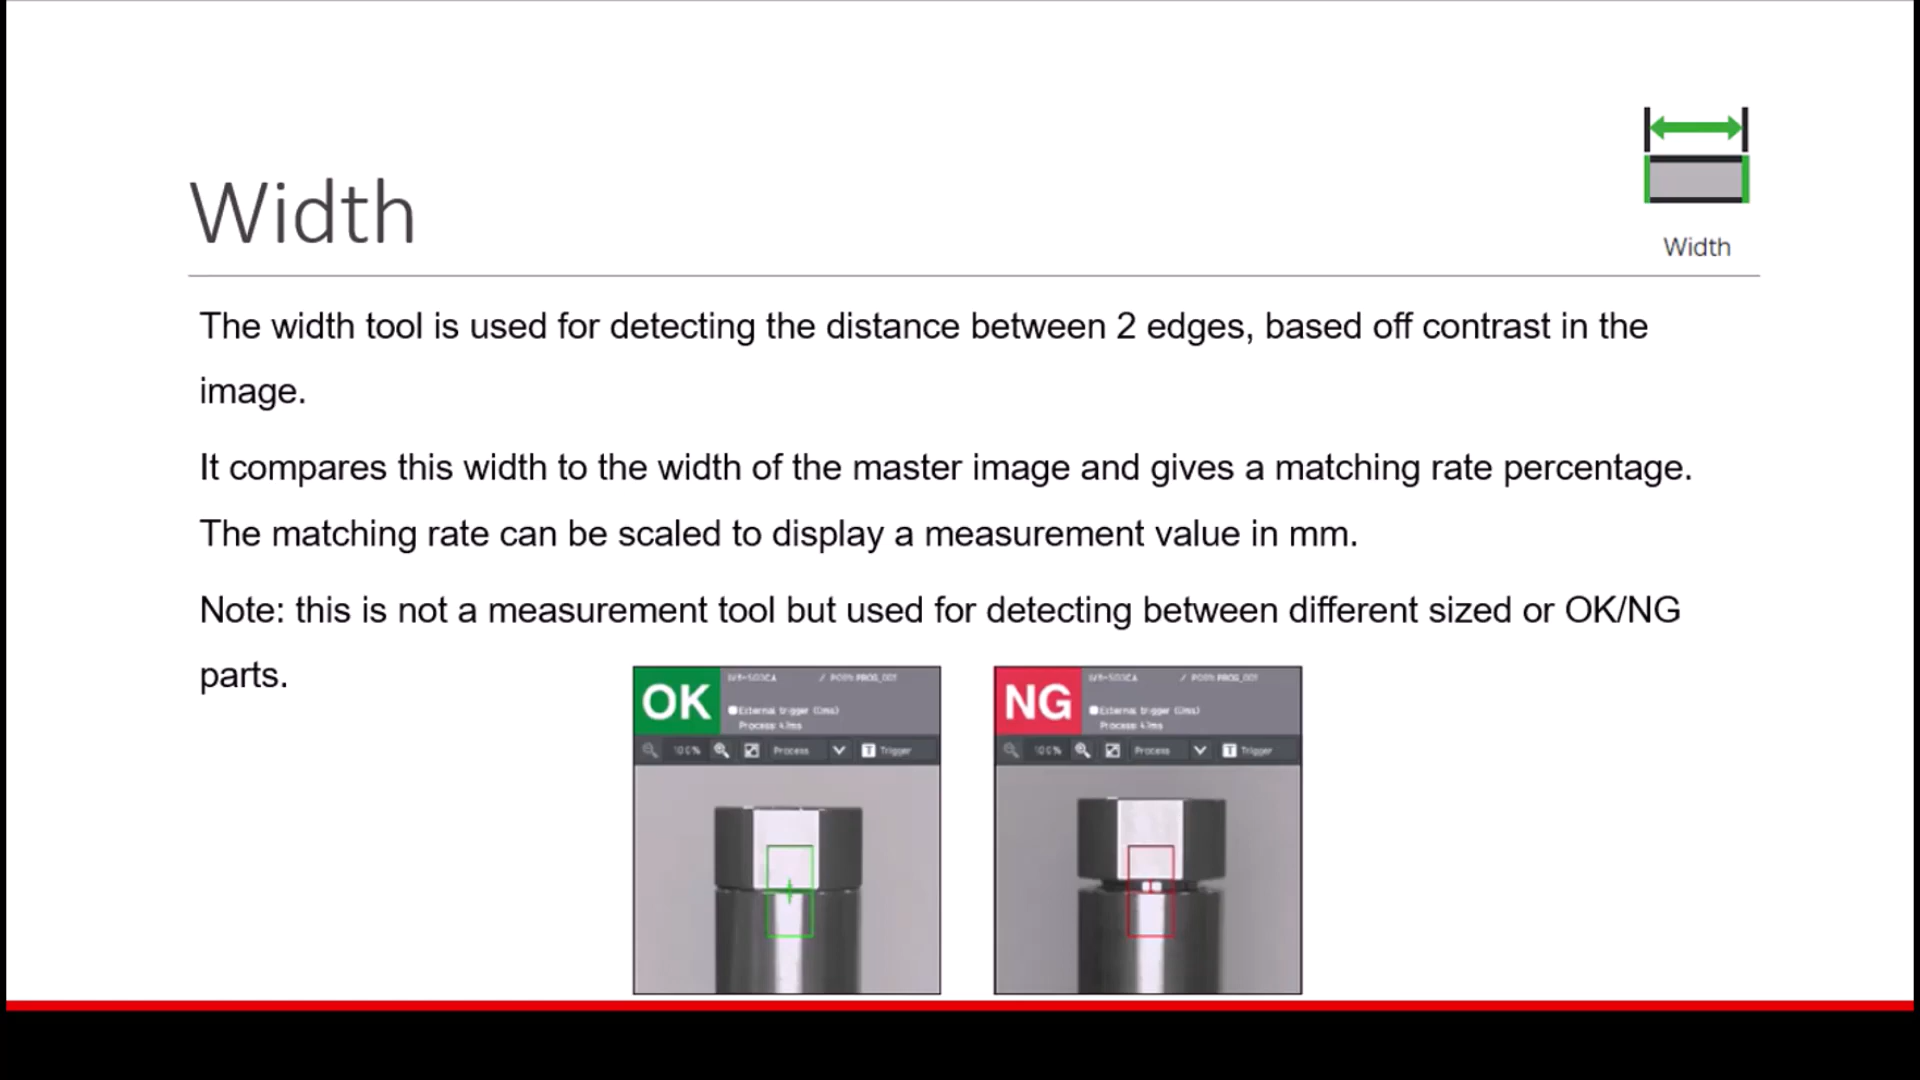 Width
Width
The width tool is used for detecting the distance between 2 edges, based off contrast in the
image.
It compares this width to the width of the master image and gives a matching rate percentage.
The matching rate can be scaled to display a measurement value in mm.
Note: this is not a measurement tool but used for detecting between different sized or OK/NG
parts.
OK
External trigger
Process
100% Process Trigger
NG
External trigger
Process
100% Process Trigger